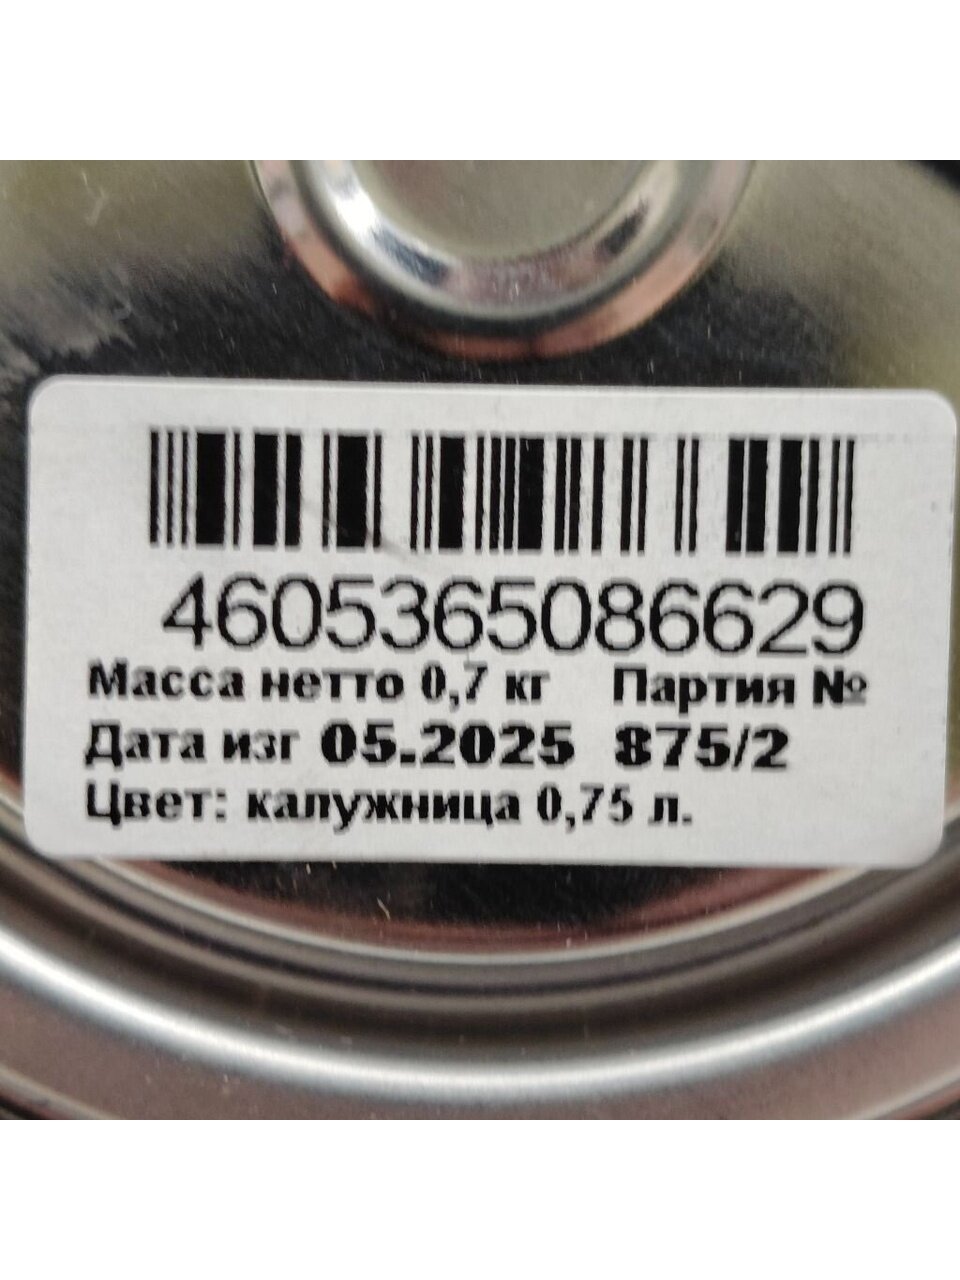 4605365086629
Масса нетто 0,7 кг Партия №
Дата изг 05.2025 875/2
Цвет: калужница 0,75 л.